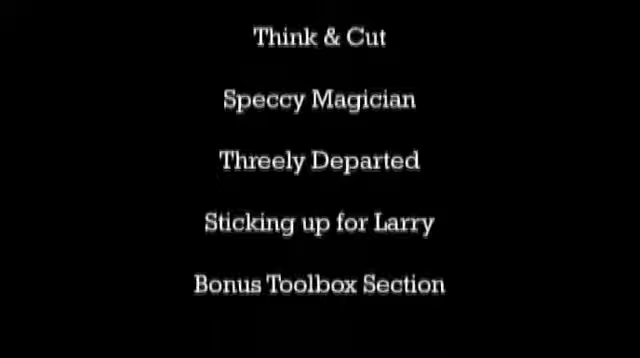 Think & Cut
Speccy Magician
Threely Departed
Sticking up for Larry
Bonus Toolbox Section